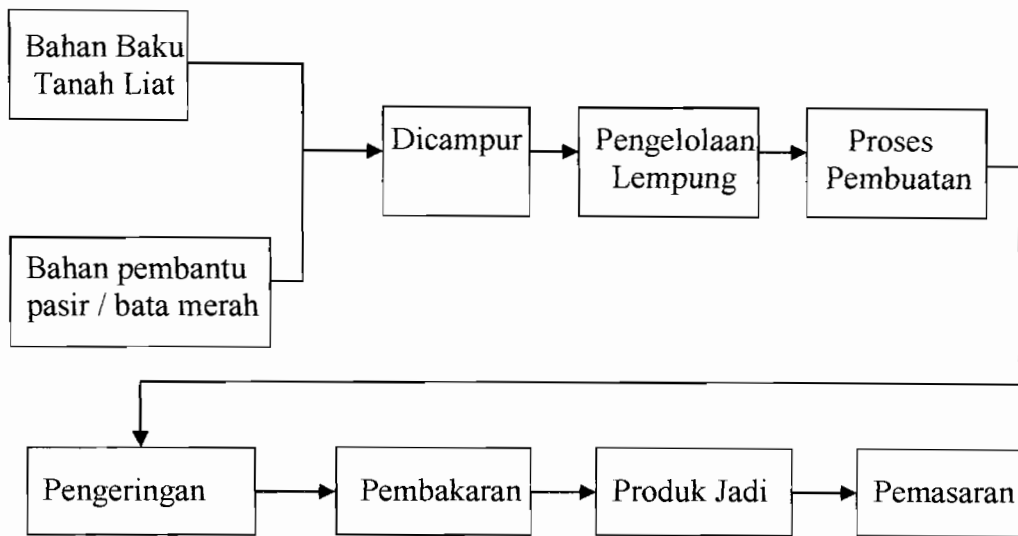 Bahan Baku
Tanah Liat
Bahan pembantu
pasir / bata merah
Dicampur
Pengelolaan
Lempung
Proses
Pembuatan
Pengeringan
Pembakaran
Produk Jadi
Pemasaran